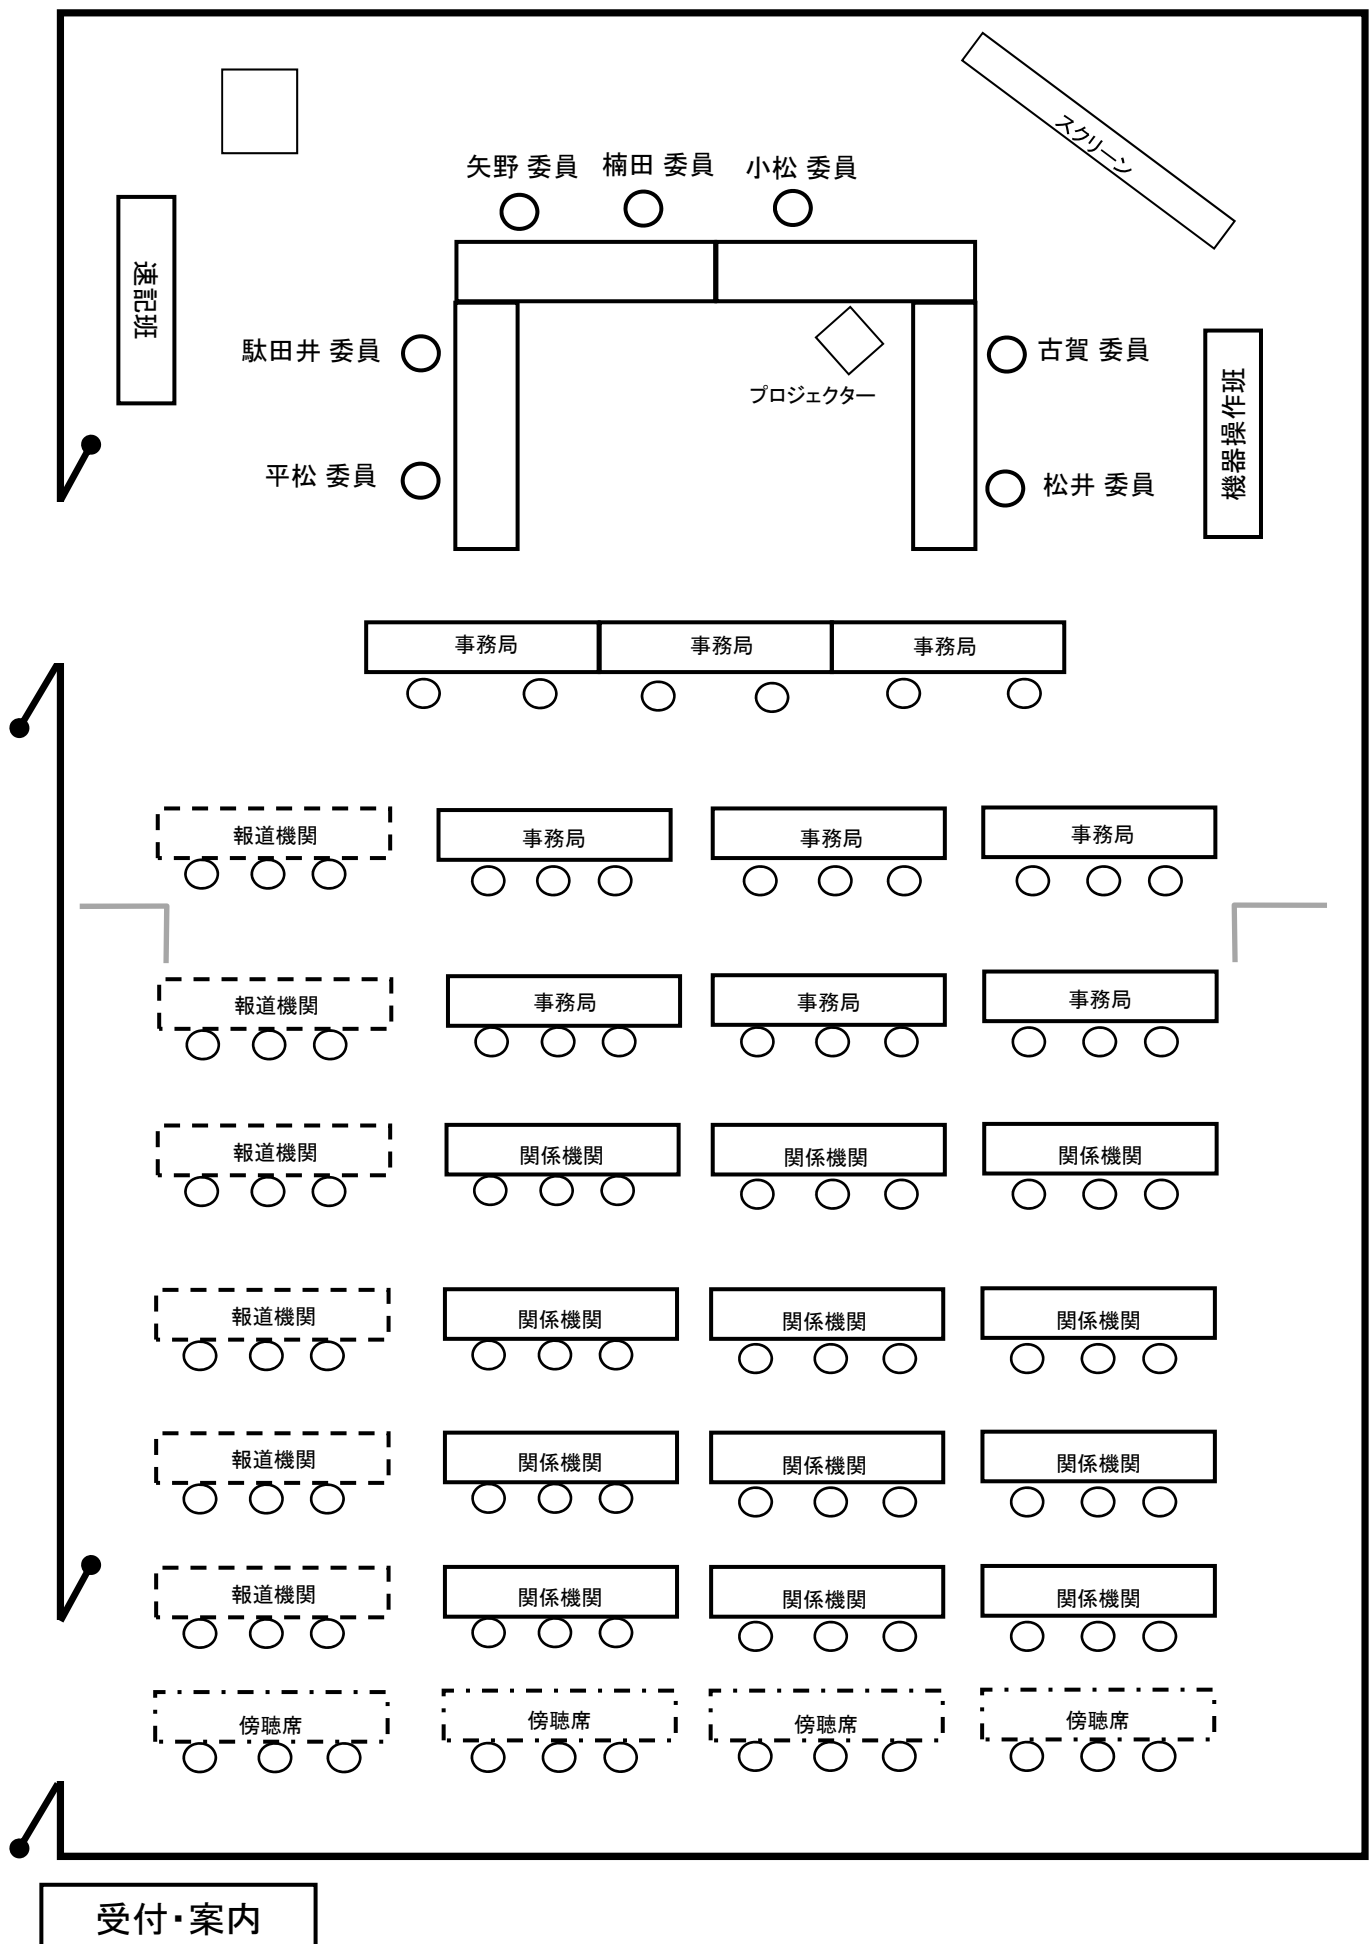 スクリーン
矢野 委員 楠田 委員 小松 委員
速記班
駄田井 委員
古賀 委員
プロジェクター
機器操作班
平松 委員
松井 委員
事務局 事務局 事務局
報道機関 事務局 事務局 事務局
報道機関 事務局 事務局 事務局
報道機関 関係機関 関係機関 関係機関
報道機関 関係機関 関係機関 関係機関
報道機関 関係機関 関係機関 関係機関
報道機関 関係機関 関係機関 関係機関
傍聴席 傍聴席 傍聴席 傍聴席
受付・案内